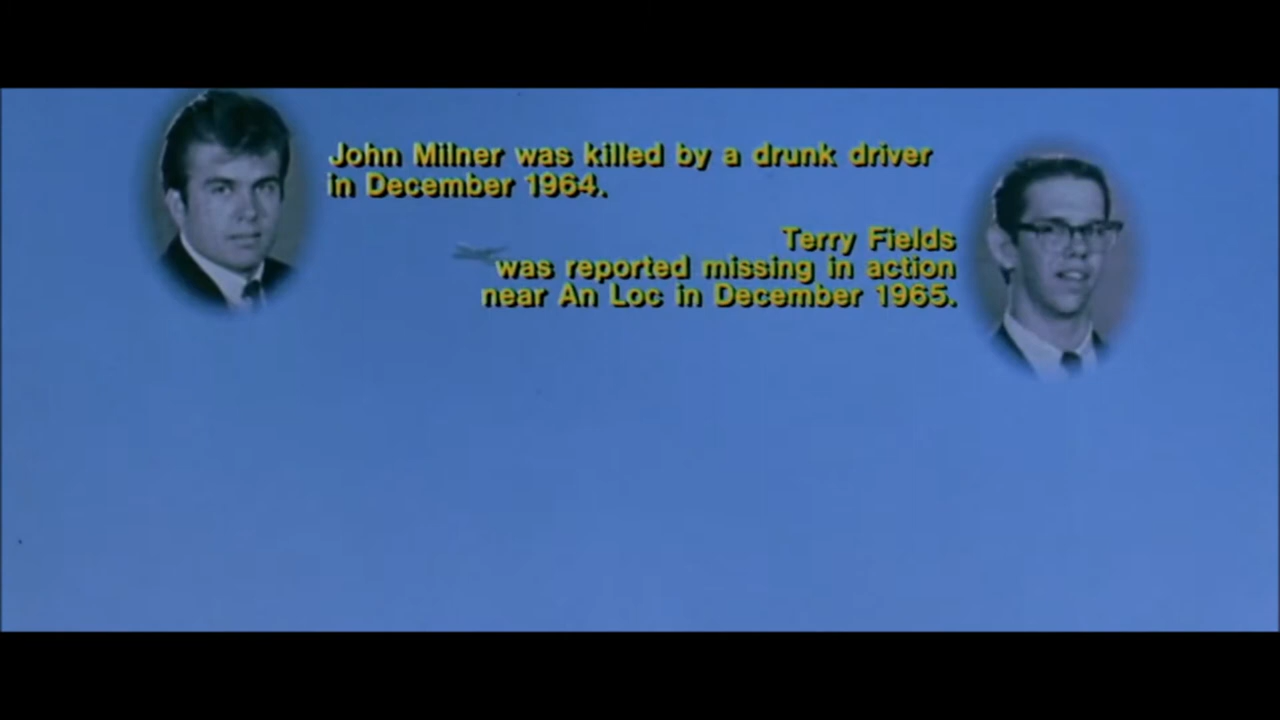 John Milner was killed by a drunk driver
in December 1964.
Terry Fields
was reported missing in action
near An Loc in December 1965.